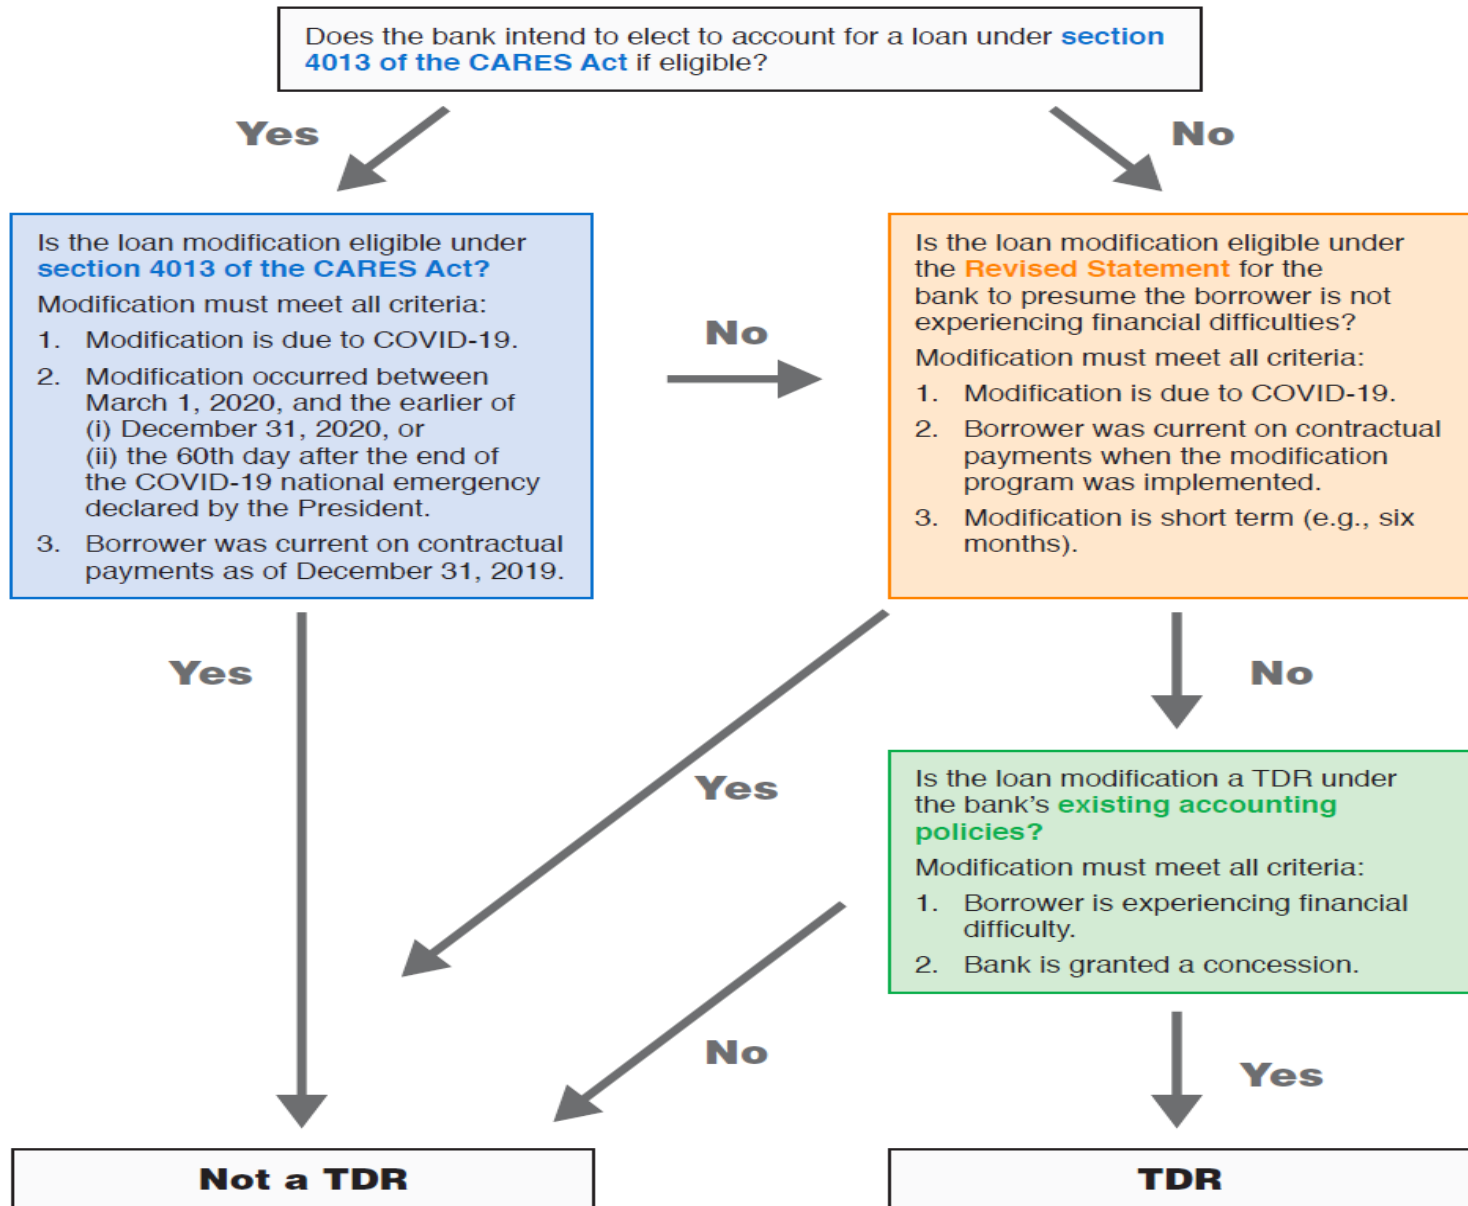 Does the bank intend to elect to account for a loan under section
4013 of the CARES Act if eligible?
Yes
No
Is the loan modification eligible under
section 4013 of the CARES Act?
Modification must meet all criteria:
1. Modification is due to COVID-19.
2. Modification occurred between
March 1, 2020, and the earlier of
(i) December 31, 2020, or
(ii) the 60th day after the end of
the COVID-19 national emergency
declared by the President.
3. Borrower was current on contractual
payments as of December 31, 2019.
No
Is the loan modification eligible under
the Revised Statement for the
bank to presume the borrower is not
experiencing financial difficulties?
Modification must meet all criteria:
1. Modification is due to COVID-19.
2. Borrower was current on contractual
payments when the modification
program was implemented.
3. Modification is short term (e.g., six
months).
Yes
No
Yes
Is the loan modification a TDR under
the bank's existing accounting
policies?
Modification must meet all criteria:
1. Borrower is experiencing financial
difficulty.
2. Bank is granted a concession.
No
Yes
Not a TDR
TDR